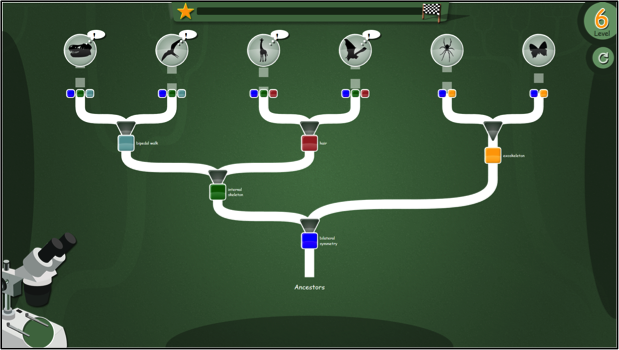 6
Level
!
!
!
!
bipedal walk
hair
exoskeleton
internal
skeleton
bilateral
symmetry
Ancestors